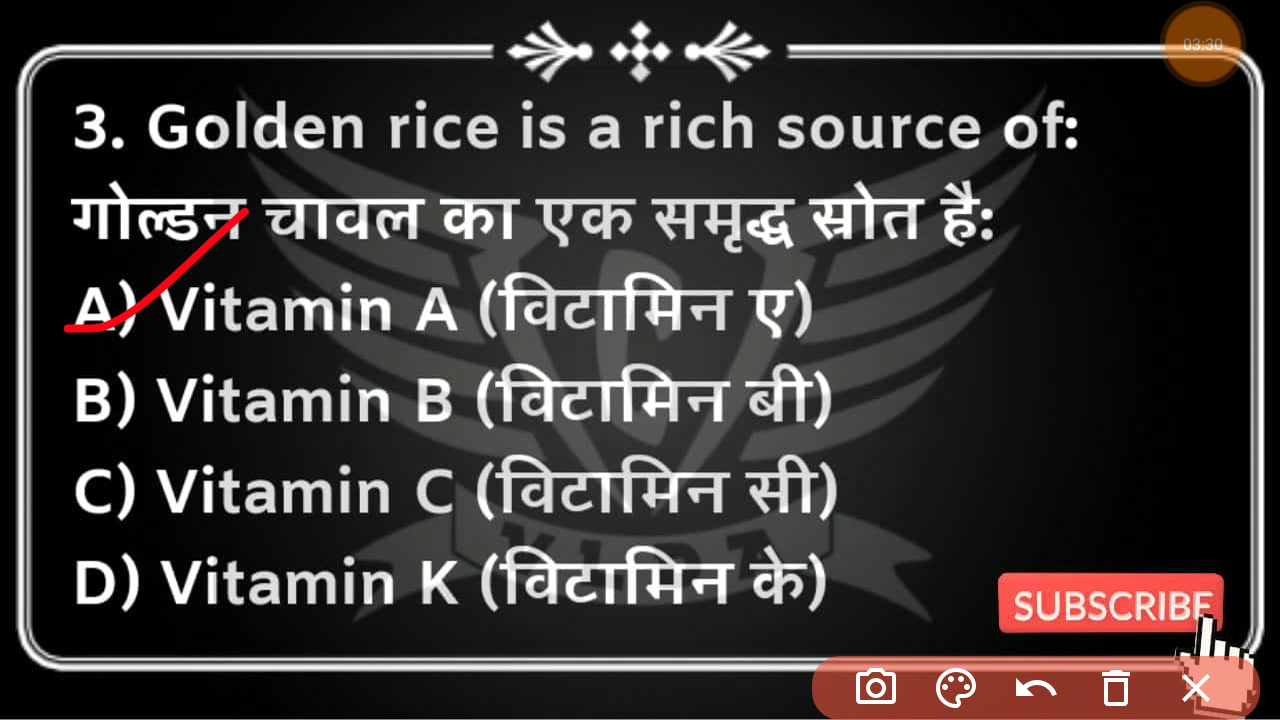 03:30
3. Golden rice is a rich source of:
गोल्डन चावल का एक समृद्ध स्रोत है:
A) Vitamin A (विटामिन ए)
B) Vitamin B (विटामिन बी)
C) Vitamin C (विटामिन सी)
D) Vitamin K (विटामिन के)
SUBSCRIBE